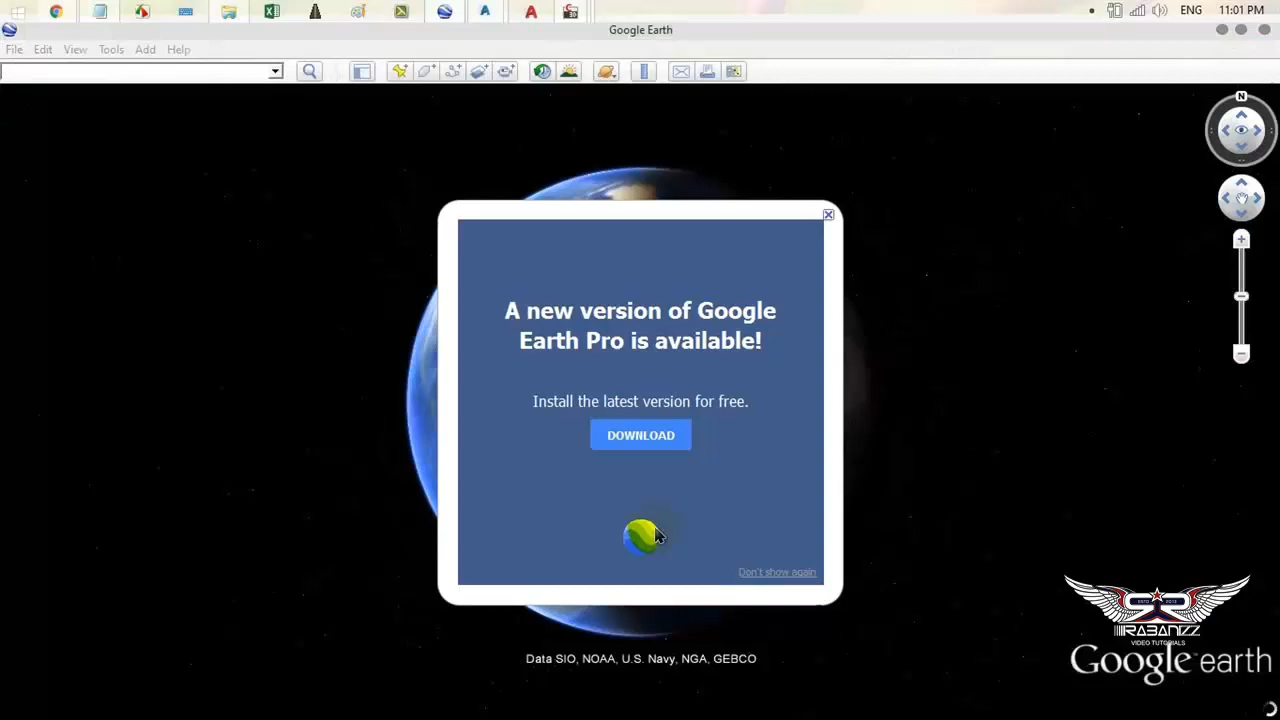 ENG 11:01 PM
Google Earth
File Edit View Tools Add Help
N
A new version of Google
Earth Pro is available!
Install the latest version for free.
DOWNLOAD
Don't show again
Data SIO, NOAA, U.S. Navy, NGA, GEBCO
RABANIZZ
VIDEO TUTORIALS
Google earth